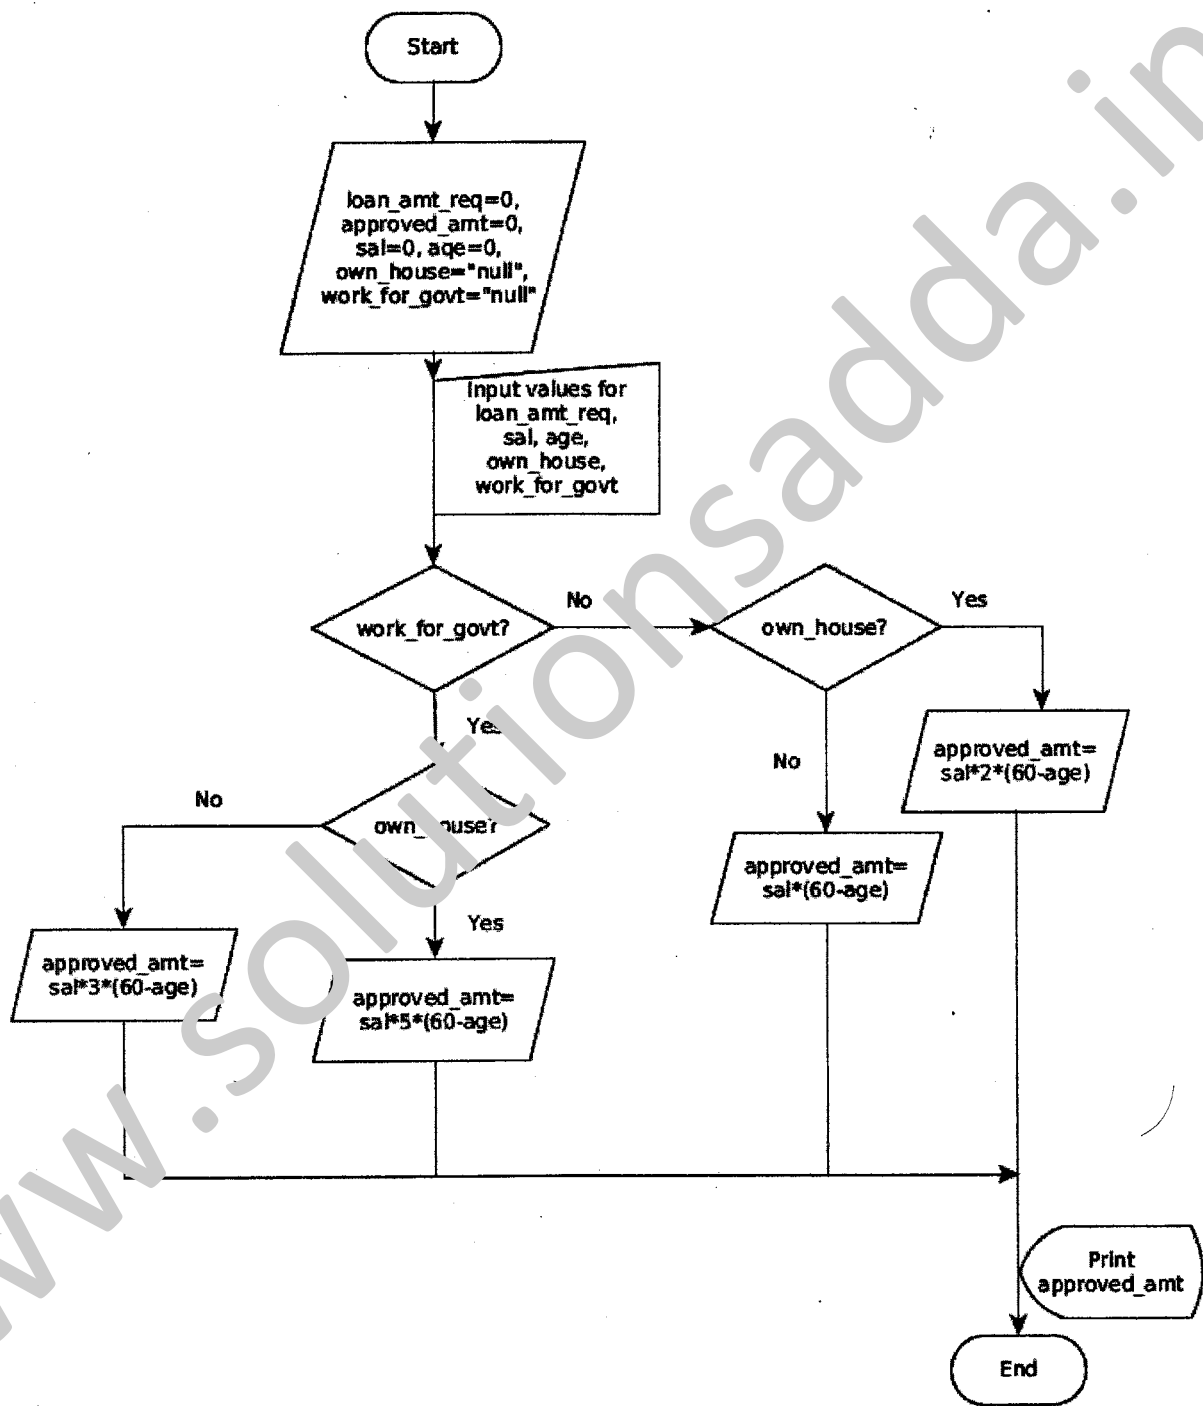 Start
loan_amt_req=0,
approved_amt=0,
sal=0, age=0,
own_house="null",
work_for_govt="null"
Input values for
loan_amt_req,
sal, age,
own_house,
work_for_govt
work_for_govt?
No
own_house?
Yes
Yes
No
approved_amt=
sal*2*(60-age)
No
own_house?
approved_amt=
sal*(60-age)
Yes
approved_amt=
sal*3*(60-age)
approved_amt=
sal*5*(60-age)
Print
approved_amt
End
w.solutionsadda.in